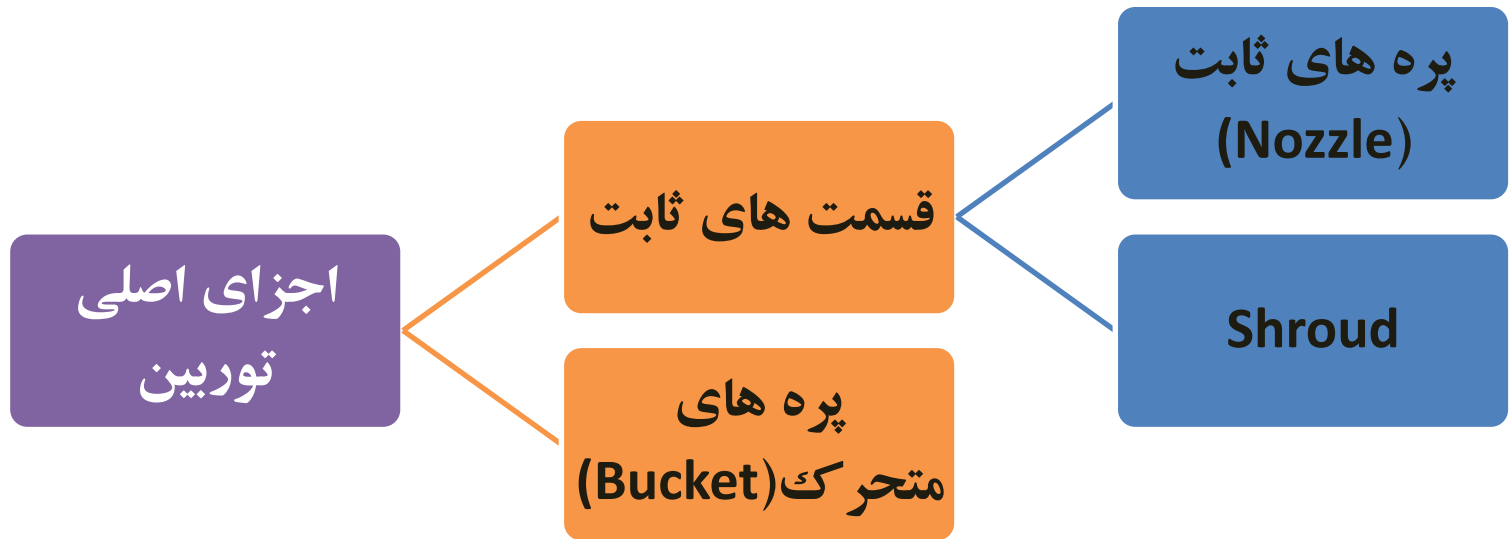 اجزای اصلی
توربین
قسمت های ثابت
پره های
متحرک(Bucket)
پره های ثابت
(Nozzle)
Shroud